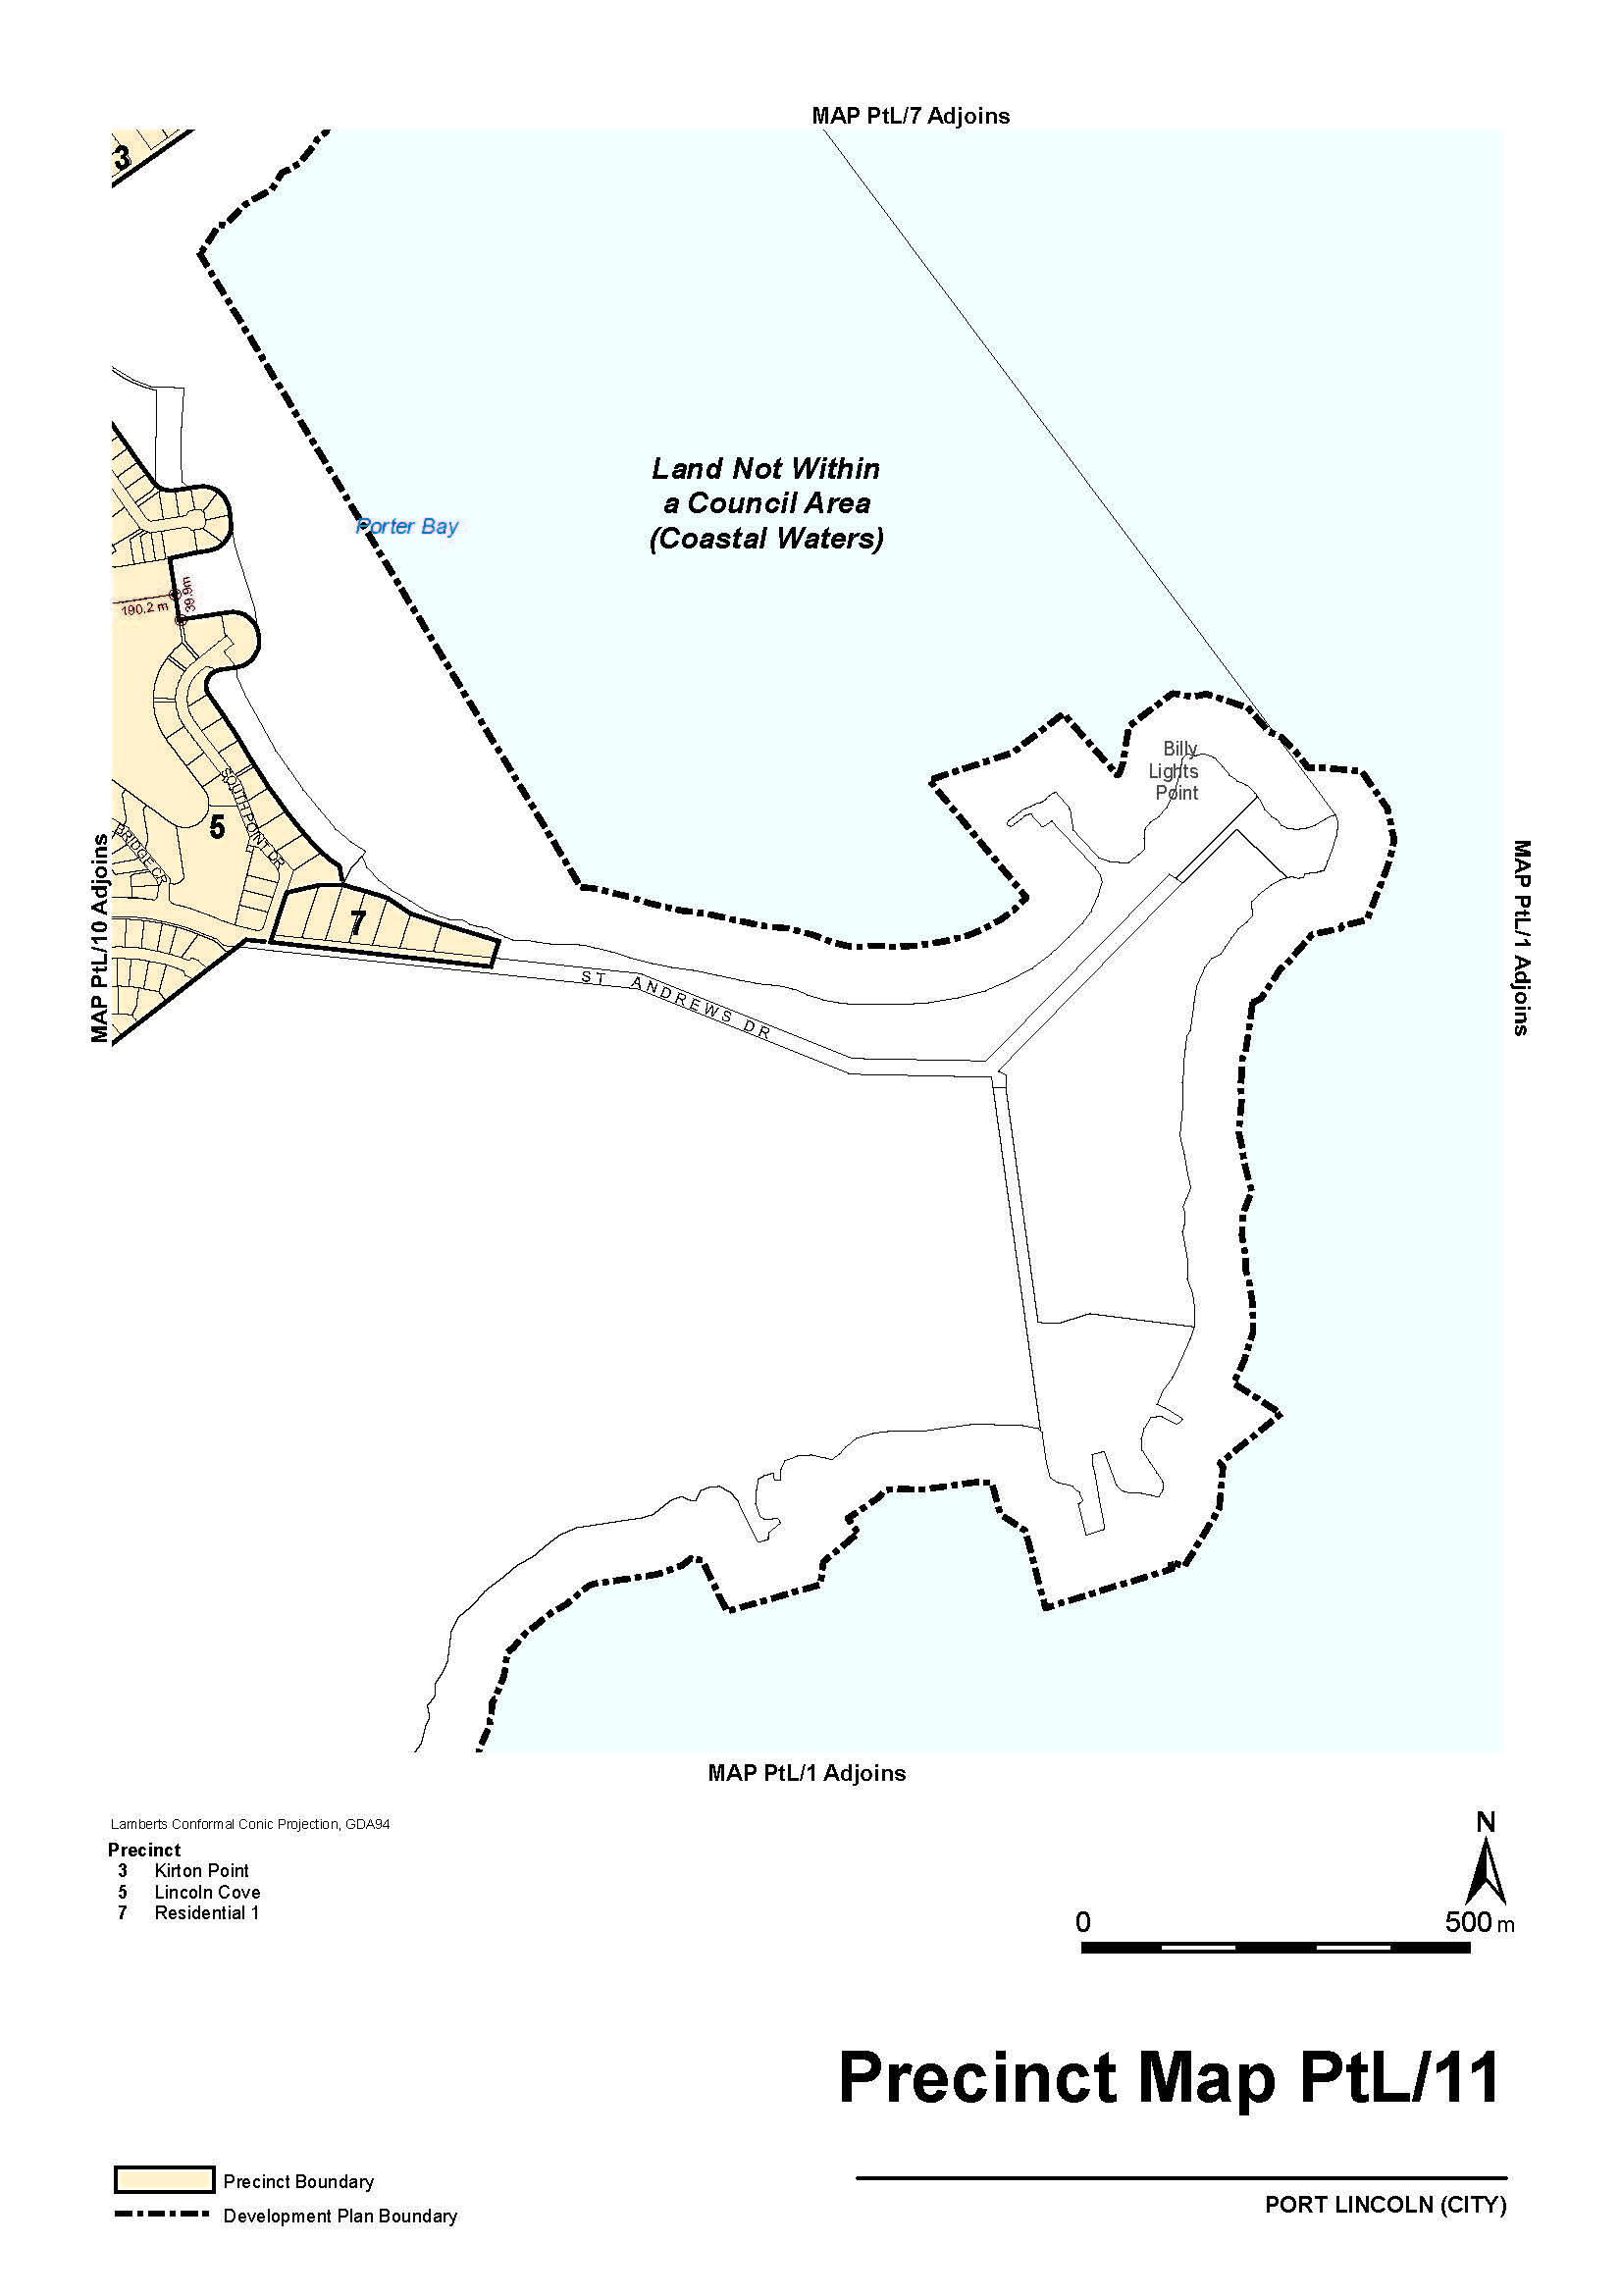 MAP PtL/7 Adjoins
3
Land Not Within
a Council Area
(Coastal Waters)
Porter Bay
39.9m
190.2 m
Billy
Lights
Point
SOUTH POINT DR
5
BRIDGE CR
7
MAP PtL/10 Adjoins
MAP PtL/1 Adjoins
ST ANDREWS DR
MAP PtL/1 Adjoins
Lamberts Conformal Conic Projection, GDA94
Precinct
3 Kirton Point
5 Lincoln Cove
7 Residential 1
N
0 500 m
Precinct Map PtL/11
Precinct Boundary
Development Plan Boundary
PORT LINCOLN (CITY)